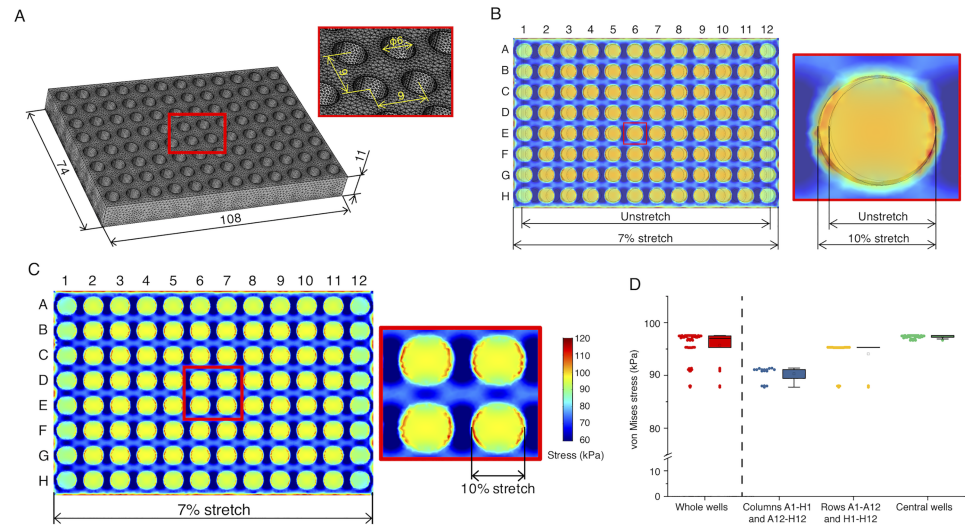 A
Φ6
9
9
74
108
11
B
1 2 3 4 5 6 7 8 9 10 11 12
A
B
C
D
E
F
G
H
Unstretch
7% stretch
Unstretch
10% stretch
C
1 2 3 4 5 6 7 8 9 10 11 12
A
B
C
D
E
F
G
H
7% stretch
10% stretch
120
110
100
90
80
70
60
Stress (kPa)
D
von Mises stress (kPa)
100
90
80
10
0
Whole wells
Columns A1-H1
and A12-H12
Rows A1-A12
and H1-H12
Central wells